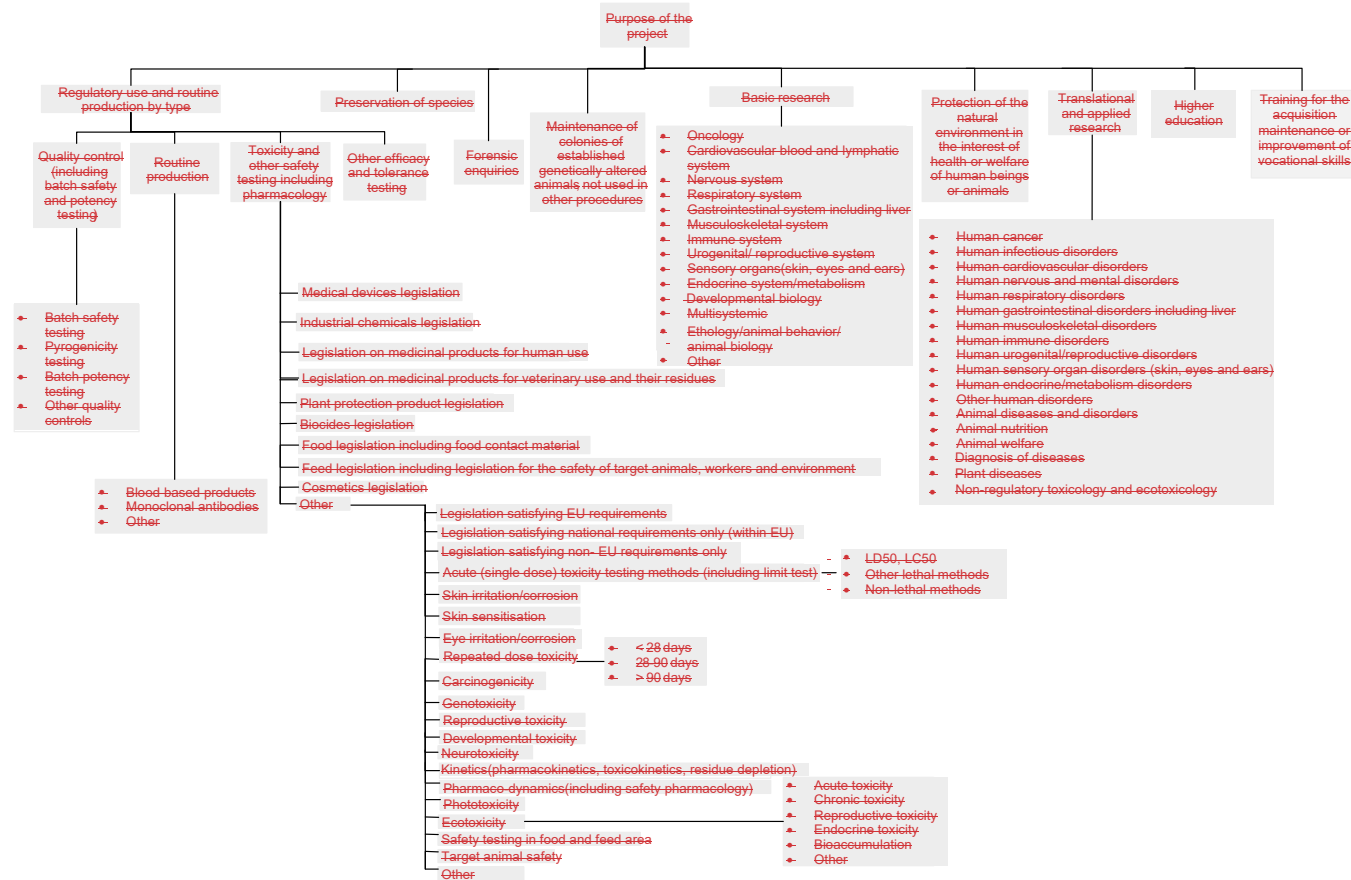 Purpose of the
project
Regulatory use and routine
production by type
Preservation of species
Forensic
enquiries
Maintenance of
colonies of
established
genetically altered
animals not used in
other procedures
Basic research
Protection of the
natural
environment in
the interest of
health or welfare
of human beings
or animals
Translational
and applied
research
Higher
education
Training for the
acquisition
maintenance or
improvement of
vocational skills
Quality control
(including
batch safety
and potency
testing)
Routine
production
Toxicity and
other safety
testing including
pharmacology
Other efficacy
and tolerance
testing
• Oncology
• Cardiovascular blood and lymphatic
system
• Nervous system
• Respiratory system
• Gastrointestinal system including liver
• Musculoskeletal system
• Immune system
• Urogenital/ reproductive system
• Sensory organs(skin, eyes and ears)
• Endocrine system/metabolism
• Developmental biology
• Multisystemic
• Ethology/animal behavior/
- animal biology
• Other
• Human cancer
• Human infectious disorders
• Human cardiovascular disorders
• Human nervous and mental disorders
• Human respiratory disorders
• Human gastrointestinal disorders including liver
• Human musculoskeletal disorders
• Human immune disorders
• Human urogenital/reproductive disorders
• Human sensory organ disorders (skin, eyes and ears)
• Human endocrine/metabolism disorders
• Other human disorders
• Animal diseases and disorders
• Animal nutrition
• Animal welfare
• Diagnosis of diseases
• Plant diseases
• Non-regulatory toxicology and ecotoxicology
• Batch safety
testing
• Pyrogenicity
testing
• Batch potency
testing
• Other quality
controls
• Blood based products
• Monoclonal antibodies
• Other
Medical devices legislation
Industrial chemicals legislation
Legislation on medicinal products for human use
Legislation on medicinal products for veterinary use and their residues
Plant protection product legislation
Biocides legislation
Food legislation including food contact material
Feed legislation including legislation for the safety of target animals, workers and environment
Cosmetics legislation
Other
Legislation satisfying EU requirements
Legislation satisfying national requirements only (within EU)
Legislation satisfying non- EU requirements only
Acute (single dose) toxicity testing methods (including limit test)
- • LD50, LC50
- • Other lethal methods
- • Non-lethal methods
Skin irritation/corrosion
Skin sensitisation
Eye irritation/corrosion
Repeated dose toxicity
• < 28 days
• 28-90 days
• > 90 days
Carcinogenicity
Genotoxicity
Reproductive toxicity
Developmental toxicity
Neurotoxicity
Kinetics(pharmacokinetics, toxicokinetics, residue depletion)
Pharmaco-dynamics(including safety pharmacology)
Phototoxicity
Ecotoxicity
• Acute toxicity
• Chronic toxicity
• Reproductive toxicity
• Endocrine toxicity
• Bioaccumulation
• Other
Safety testing in food and feed area
Target animal safety
Other